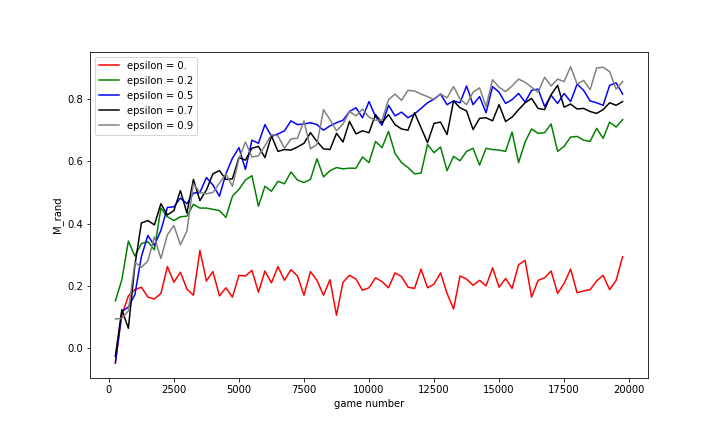 epsilon = 0.
epsilon = 0.2
epsilon = 0.5
epsilon = 0.7
epsilon = 0.9
0.8
0.6
0.4
0.2
0.0
M_rand
0
2500
5000
7500
10000
12500
15000
17500
20000
game number